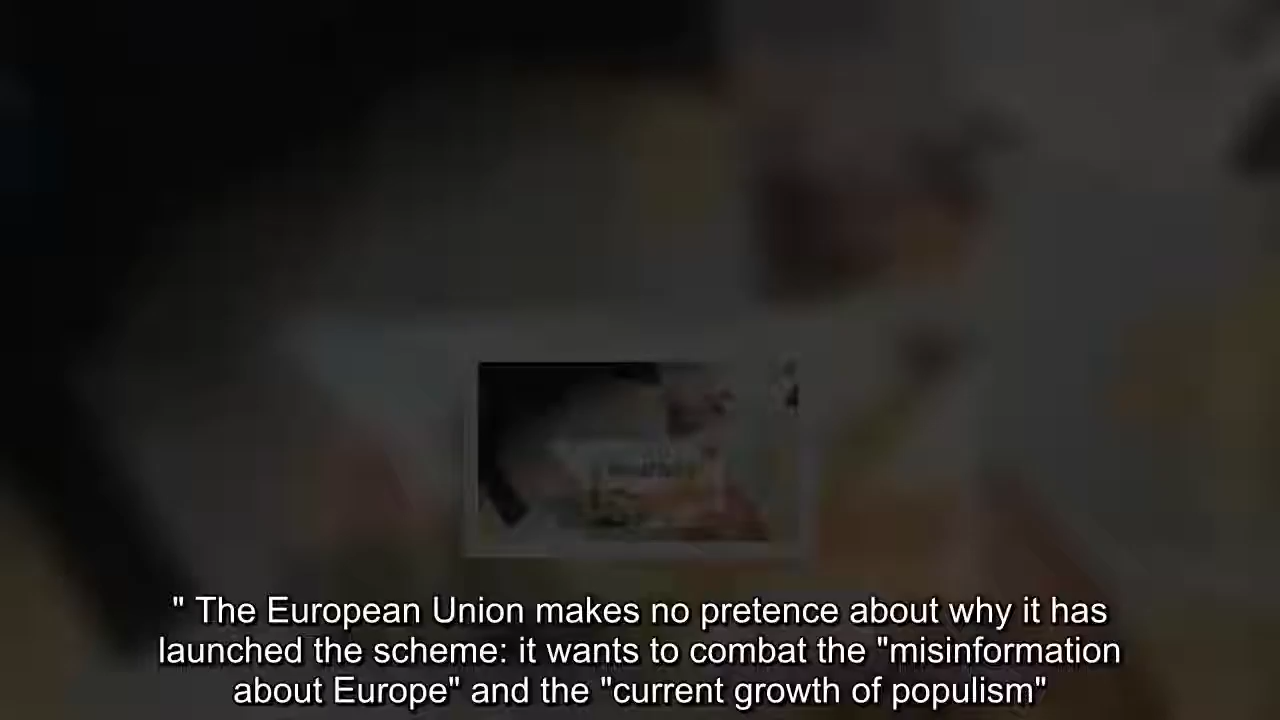 " The European Union makes no pretence about why it has
launched the scheme: it wants to combat the "misinformation
about Europe" and the "current growth of populism"